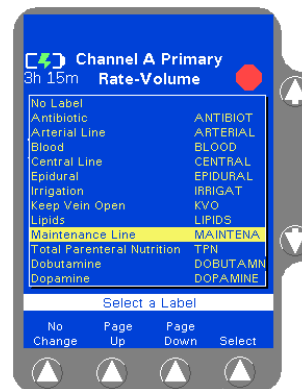 Channel A Primary
3h 15m Rate-Volume
No Label
Antibiotic ANTIBIOT
Arterial Line ARTERIAL
Blood BLOOD
Central Line CENTRAL
Epidural EPIDURAL
Irrigation IRRIGAT
Keep Vein Open KVO
Lipids LIPIDS
Maintenance Line MAINTENA
Total Parenteral Nutrition TPN
Dobutamine DOBUTAMN
Dopamine DOPAMINE
Select a Label
No Page Page
Change Up Down Select